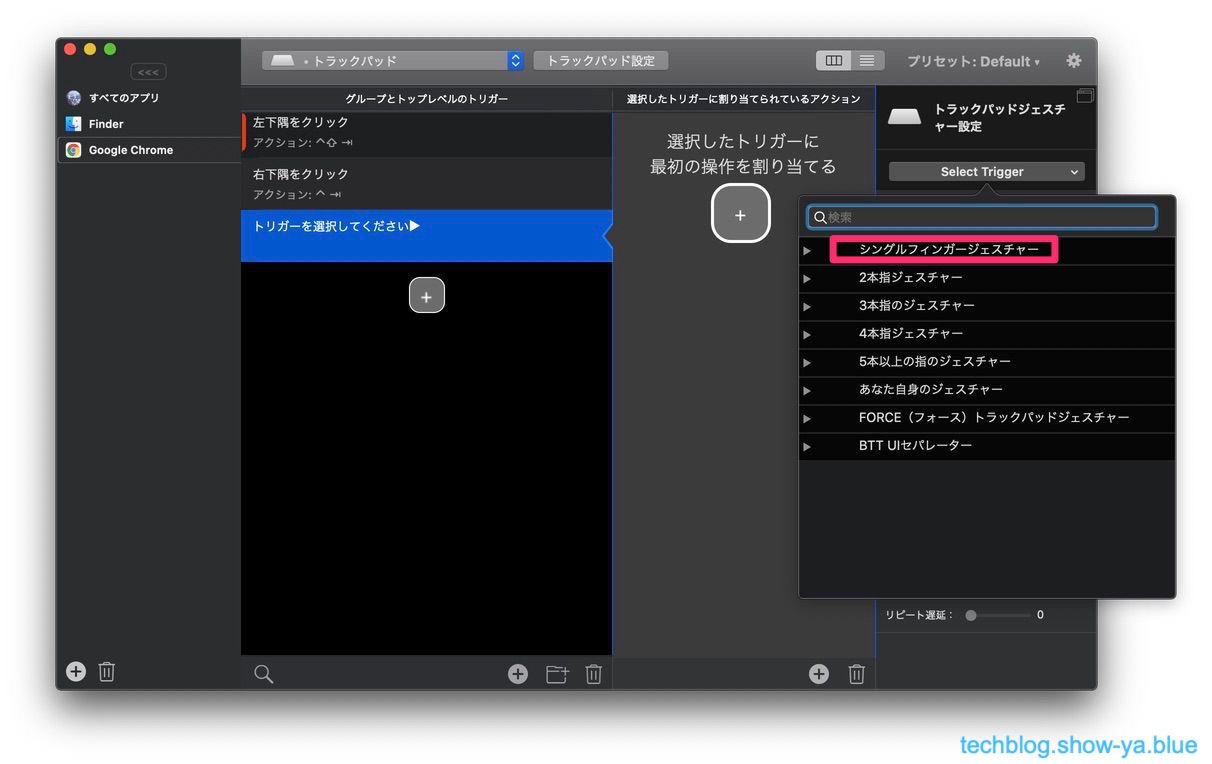 <<<
すべてのアプリ
Finder
Google Chrome
• トラックパッド
トラックパッド設定
プリセット: Default ▾
グループとトップレベルのトリガー
左下隅をクリック
アクション: ^⇧ ⇥
右下隅をクリック
アクション: ^ ⇥
トリガーを選択してください▶
+
選択したトリガーに割り当てられているアクション
選択したトリガーに
最初の操作を割り当てる
+
トラックパッドジェスチ
ャー設定
Select Trigger
検索
シングルフィンガージェスチャー
2本指ジェスチャー
3本指のジェスチャー
4本指ジェスチャー
5本以上の指のジェスチャー
あなた自身のジェスチャー
FORCE（フォース）トラックパッドジェスチャー
BTT UIセパレーター
リピート遅延： 0
techblog.show-ya.blue